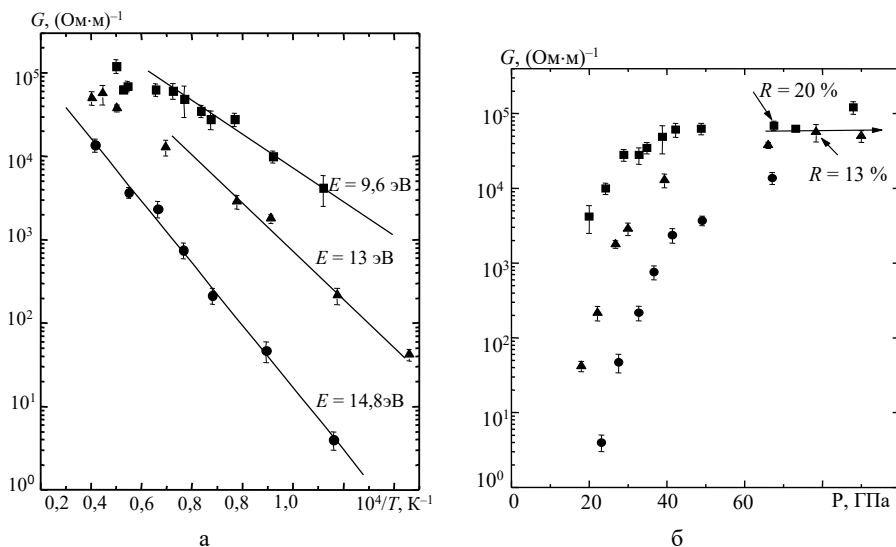 G, (Ом·м)⁻¹
10⁵
10⁴
10³
10²
10¹
10⁰
E = 9,6 эВ
E = 13 эВ
E = 14,8эВ
0,2 0,4 0,6 0,8 1,0 10⁴/T, К⁻¹
а
G, (Ом·м)⁻¹
10⁵
10⁴
10³
10²
10¹
10⁰
R = 20 %
R = 13 %
0 20 40 60 P, ГПа
б